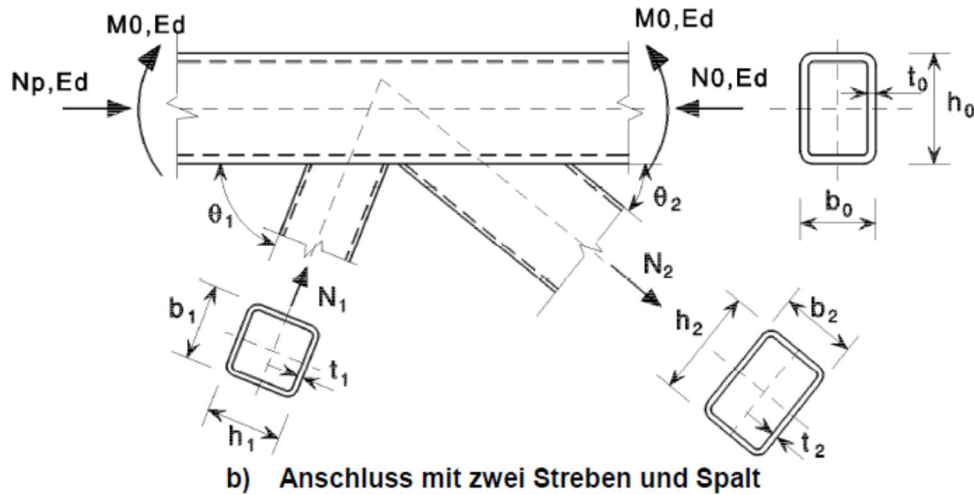 M0,Ed
M0,Ed
Np,Ed
N0,Ed
t0
h0
b0
θ1
θ2
N1
N2
b1
t1
h1
h2
b2
t2
b) Anschluss mit zwei Streben und Spalt